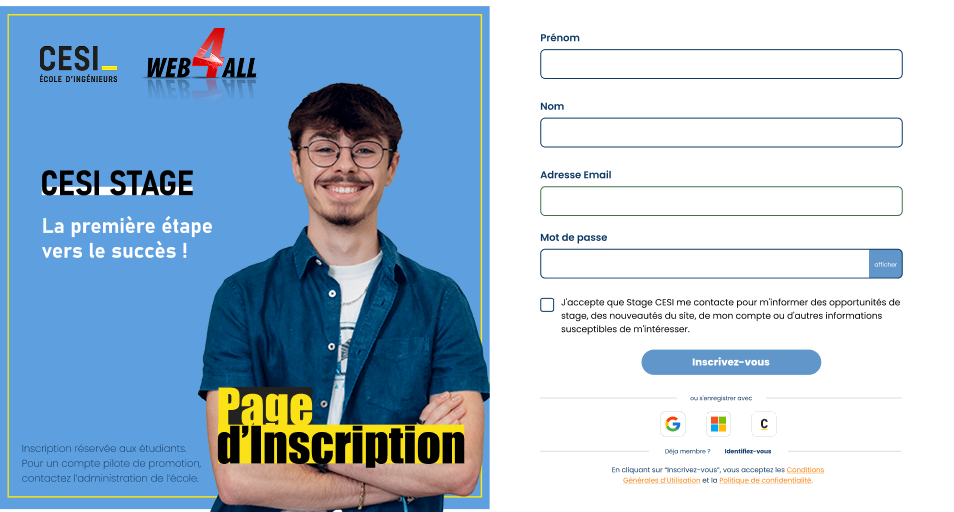 CESI_
ÉCOLE D'INGÉNIEURS
WEB4ALL
CESI STAGE
La première étape
vers le succès !
Page
d'Inscription
Inscription réservée aux étudiants.
Pour un compte pilote de promotion,
contactez l'administration de l'école.
Prénom
Nom
Adresse Email
Mot de passe
afficher
J'accepte que Stage CESI me contacte pour m'informer des opportunités de
stage, des nouveautés du site, de mon compte ou d'autres informations
susceptibles de m'intéresser.
Inscrivez-vous
ou s'enregistrer avec
G
C
Déja membre ? Identifiez-vous
En cliquant sur "Inscrivez-vous", vous acceptez les Conditions
Générales d'Utilisation et la Politique de confidentialité.